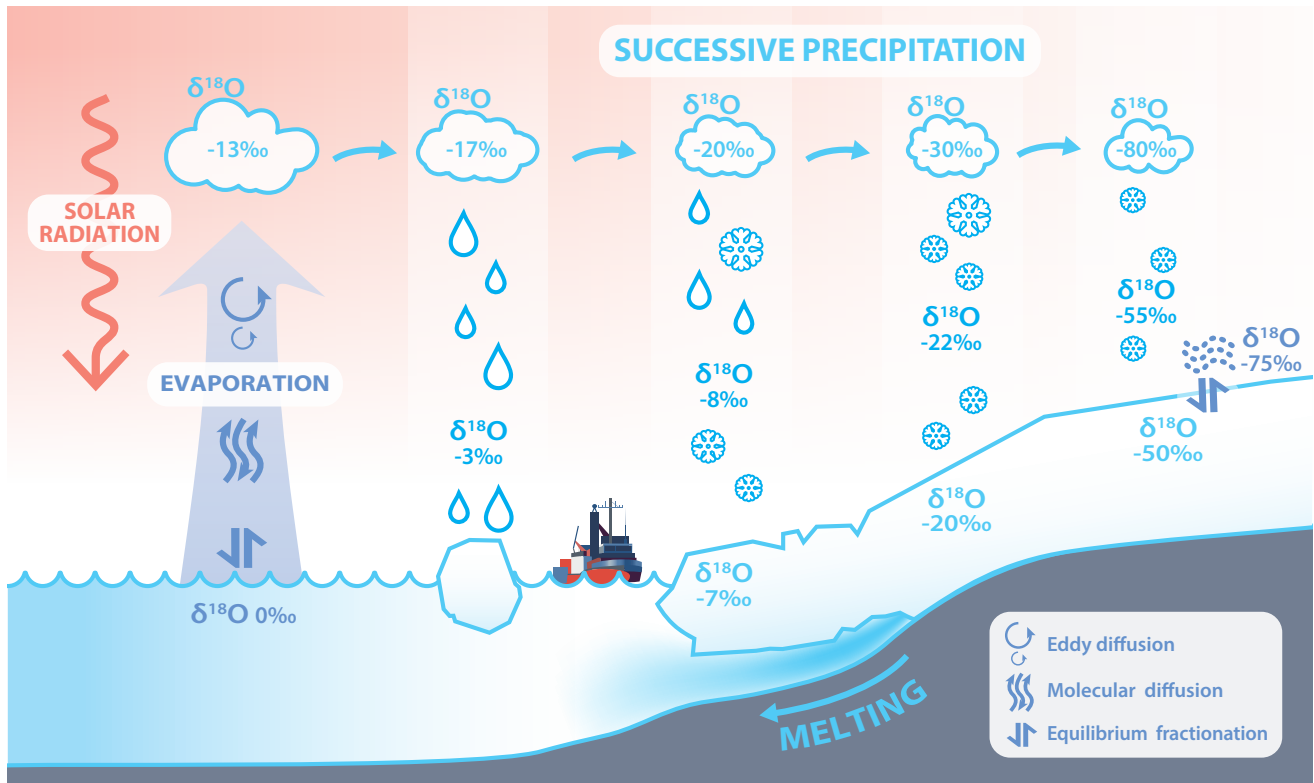 SUCCESSIVE PRECIPITATION
δ¹⁸O
-13‰
δ¹⁸O
-17‰
δ¹⁸O
-20‰
δ¹⁸O
-30‰
δ¹⁸O
-80‰
SOLAR
RADIATION
EVAPORATION
δ¹⁸O
-3‰
δ¹⁸O
-8‰
δ¹⁸O
-22‰
δ¹⁸O
-55‰
δ¹⁸O
-75‰
δ¹⁸O
-50‰
δ¹⁸O
-20‰
δ¹⁸O
-7‰
δ¹⁸O 0‰
MELTING
Eddy diffusion
Molecular diffusion
Equilibrium fractionation